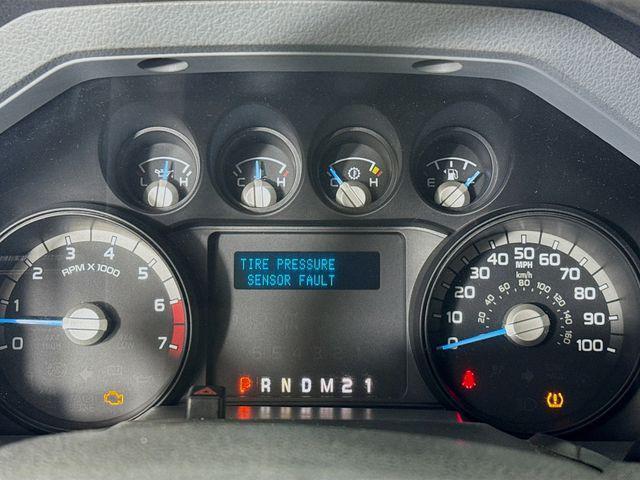 L H
C H
C H
E F
TIRE PRESSURE
SENSOR FAULT
RPM X 1000
0 1 2 3 4 5 6 7
MPH
0 10 20 30 40 50 60 70 80 90 100
km/h
20 40 60 80 100 120 140 160
P R N D M 2 1